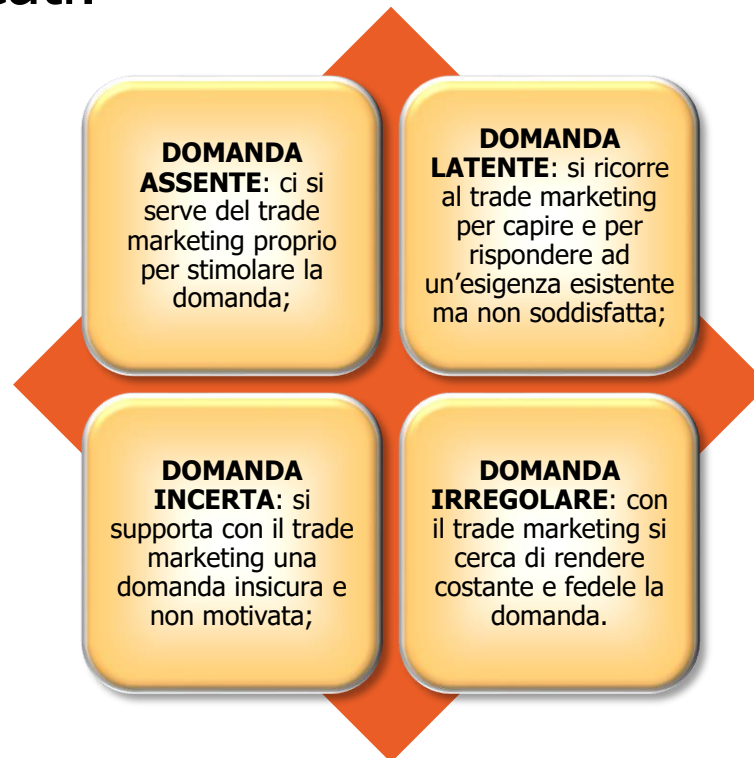 DOMANDA
ASSENTE: ci si
serve del trade
marketing proprio
per stimolare la
domanda;
DOMANDA
LATENTE: si ricorre
al trade marketing
per capire e per
rispondere ad
un’esigenza esistente
ma non soddisfatta;
DOMANDA
INCERTA: si
supporta con il trade
marketing una
domanda insicura e
non motivata;
DOMANDA
IRREGOLARE: con
il trade marketing si
cerca di rendere
costante e fedele la
domanda.